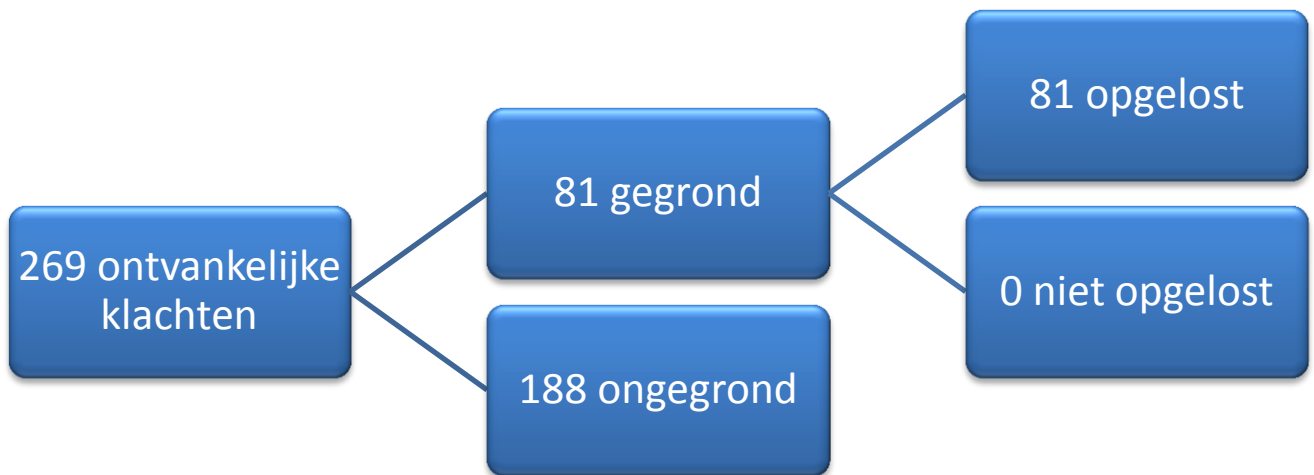 269 ontvankelijke
klachten
81 gegrond
188 ongegrond
81 opgelost
0 niet opgelost